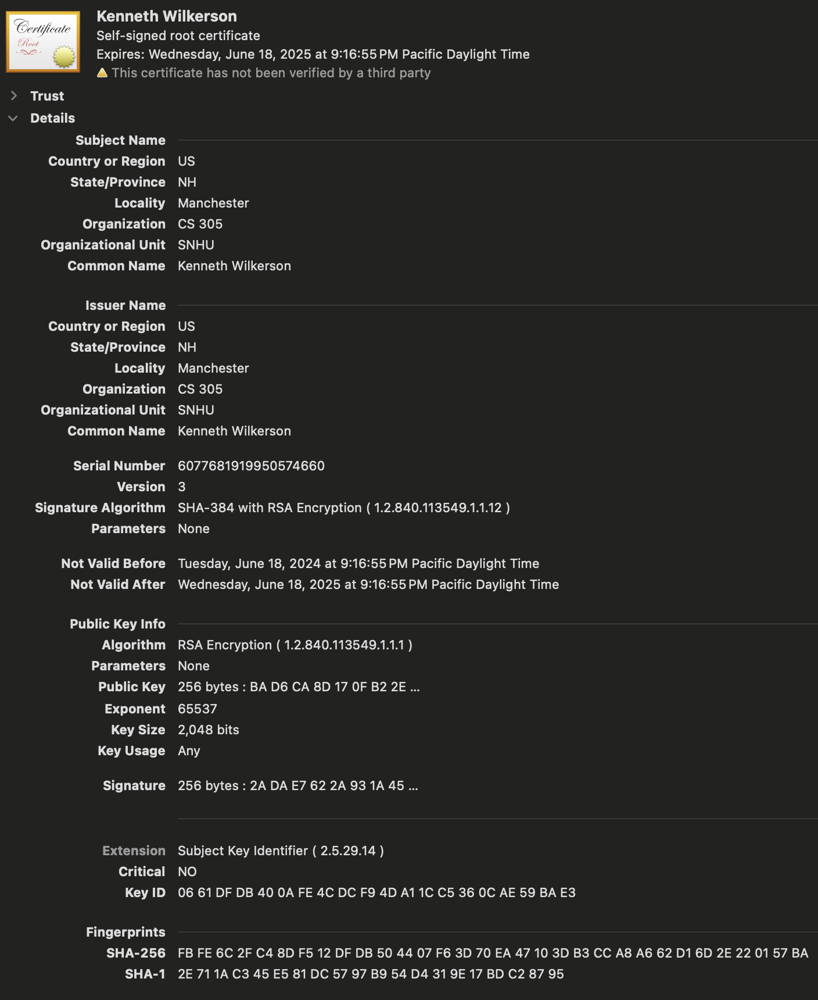 Certificate
Root
Kenneth Wilkerson
Self-signed root certificate
Expires: Wednesday, June 18, 2025 at 9:16:55 PM Pacific Daylight Time
This certificate has not been verified by a third party
Trust
Details
Subject Name
Country or Region US
State/Province NH
Locality Manchester
Organization CS 305
Organizational Unit SNHU
Common Name Kenneth Wilkerson
Issuer Name
Country or Region US
State/Province NH
Locality Manchester
Organization CS 305
Organizational Unit SNHU
Common Name Kenneth Wilkerson
Serial Number 6077681919950574660
Version 3
Signature Algorithm SHA-384 with RSA Encryption ( 1.2.840.113549.1.1.12 )
Parameters None
Not Valid Before Tuesday, June 18, 2024 at 9:16:55 PM Pacific Daylight Time
Not Valid After Wednesday, June 18, 2025 at 9:16:55 PM Pacific Daylight Time
Public Key Info
Algorithm RSA Encryption ( 1.2.840.113549.1.1.1 )
Parameters None
Public Key 256 bytes : BA D6 CA 8D 17 0F B2 2E ...
Exponent 65537
Key Size 2,048 bits
Key Usage Any
Signature 256 bytes : 2A DA E7 62 2A 93 1A 45 ...
Extension Subject Key Identifier ( 2.5.29.14 )
Critical NO
Key ID 06 61 DF DB 40 0A FE 4C DC F9 4D A1 1C C5 36 0C AE 59 BA E3
Fingerprints
SHA-256 FB FE 6C 2F C4 8D F5 12 DF DB 50 44 07 F6 3D 70 EA 47 10 3D B3 CC A8 A6 62 D1 6D 2E 22 01 57 BA
SHA-1 2E 71 1A C3 45 E5 81 DC 57 97 B9 54 D4 31 9E 17 BD C2 87 95